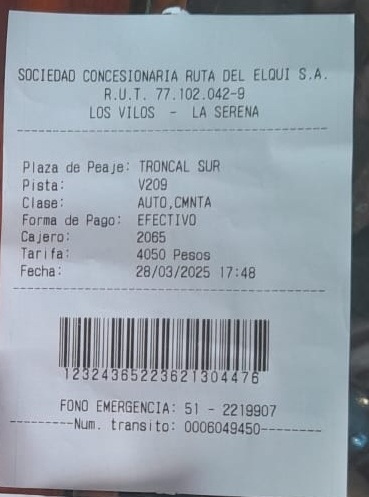 SOCIEDAD CONCESIONARIA RUTA DEL ELQUI S.A.
R.U.T. 77.102.042-9
LOS VILOS - LA SERENA
Plaza de Peaje: TRONCAL SUR
Pista: V209
Clase: AUTO,CMNTA
Forma de Pago: EFECTIVO
Cajero: 2065
Tarifa: 4050 Pesos
Fecha: 28/03/2025 17:48
12324365223621304476
FONO EMERGENCIA: 51 - 2219907
--------Num. transito: 0006049450--------